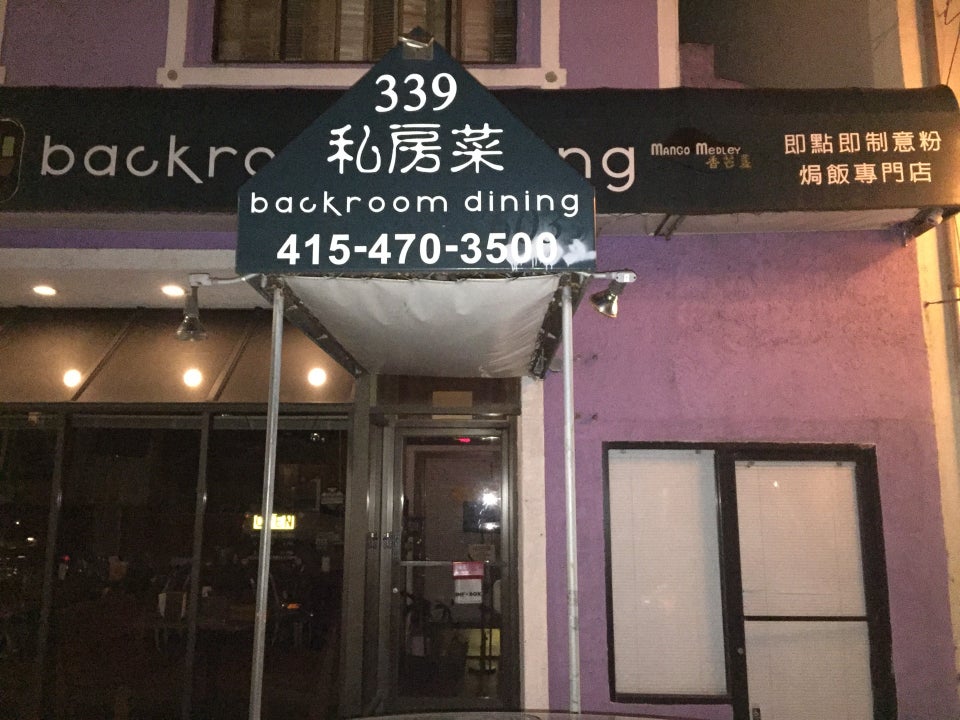 339
私房菜
backroom dining
415-470-3500
backro
ing
MANGO MEDLEY
即點即制意粉
焗飯專門店